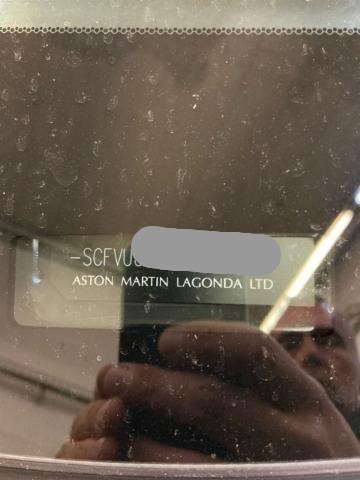 -SCFVU
ASTON MARTIN LAGONDA LTD